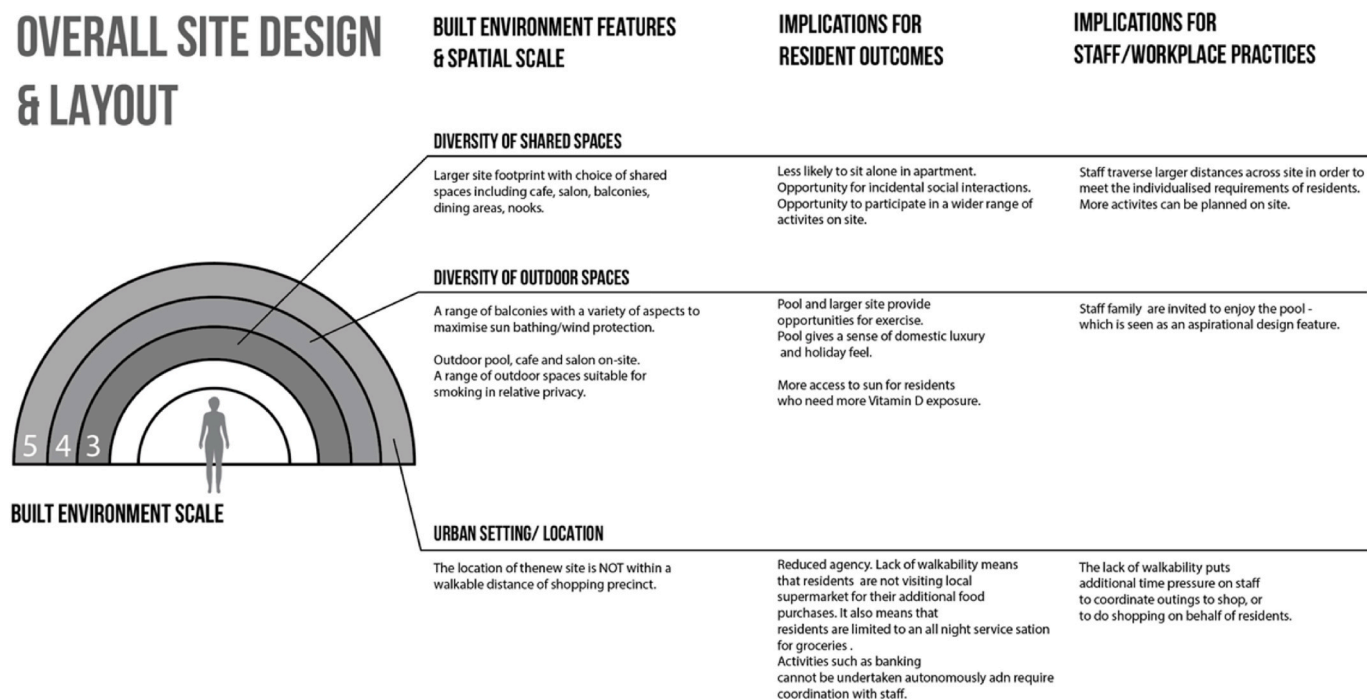 OVERALL SITE DESIGN
& LAYOUT
BUILT ENVIRONMENT FEATURES
& SPATIAL SCALE
IMPLICATIONS FOR
RESIDENT OUTCOMES
IMPLICATIONS FOR
STAFF/WORKPLACE PRACTICES
DIVERSITY OF SHARED SPACES
Larger site footprint with choice of shared
spaces including cafe, salon, balconies,
dining areas, nooks.
Less likely to sit alone in apartment.
Opportunity for incidental social interactions.
Opportunity to participate in a wider range of
activites on site.
Staff traverse larger distances across site in order to
meet the individualised requirements of residents.
More activites can be planned on site.
DIVERSITY OF OUTDOOR SPACES
A range of balconies with a variety of aspects to
maximise sun bathing/wind protection.
Outdoor pool, cafe and salon on-site.
A range of outdoor spaces suitable for
smoking in relative privacy.
Pool and larger site provide
opportunities for exercise.
Pool gives a sense of domestic luxury
and holiday feel.
More access to sun for residents
who need more Vitamin D exposure.
Staff family are invited to enjoy the pool -
which is seen as an aspirational design feature.
5 4 3
BUILT ENVIRONMENT SCALE
URBAN SETTING/ LOCATION
The location of thenew site is NOT within a
walkable distance of shopping precinct.
Reduced agency. Lack of walkability means
that residents are not visiting local
supermarket for their additional food
purchases. It also means that
residents are limited to an all night service sation
for groceries .
Activities such as banking
cannot be undertaken autonomously adn require
coordination with staff.
The lack of walkability puts
additional time pressure on staff
to coordinate outings to shop, or
to do shopping on behalf of residents.